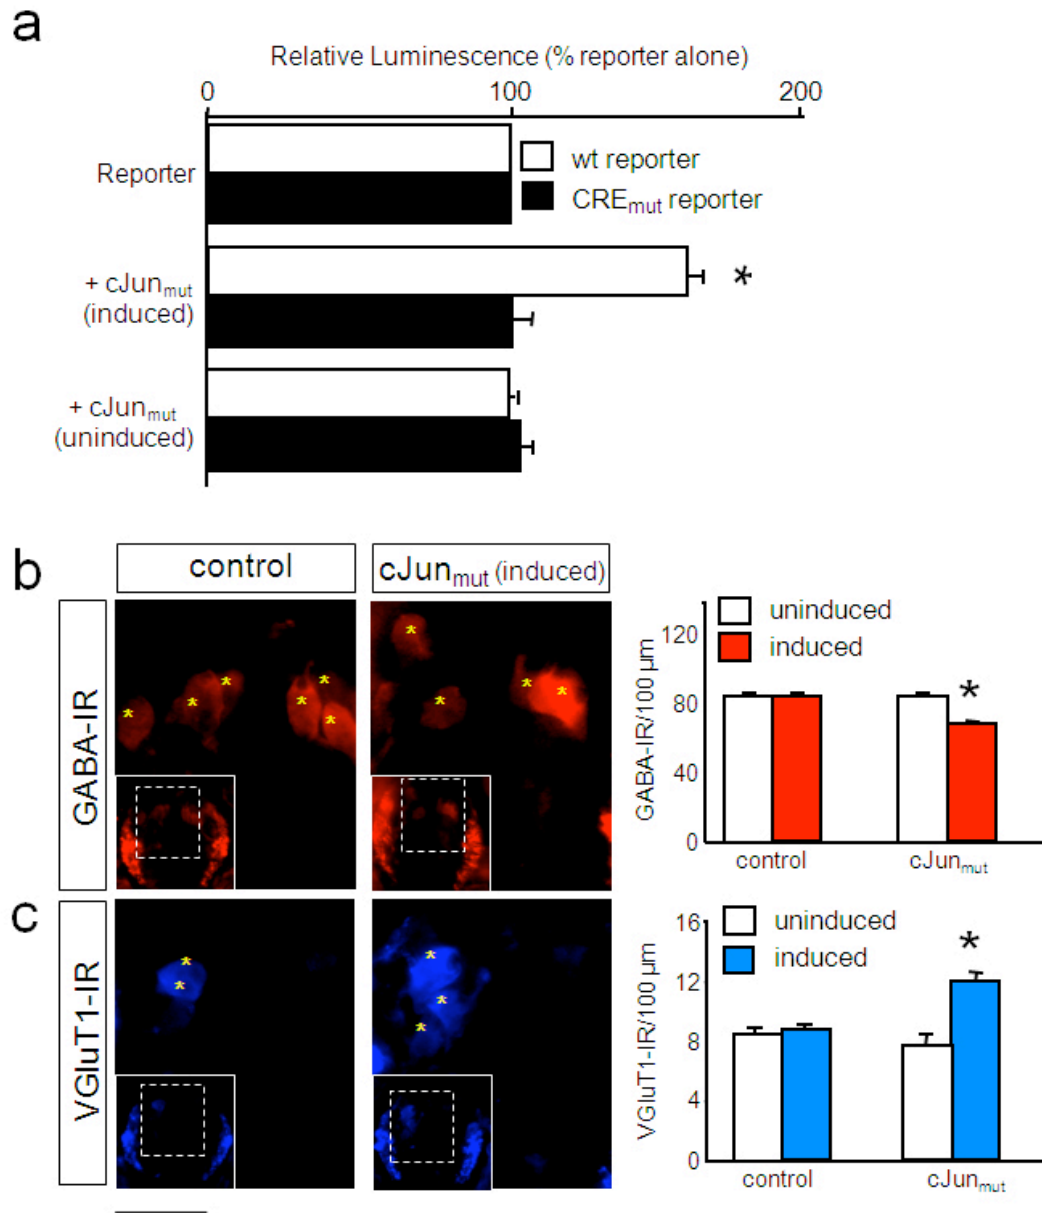 a
Relative Luminescence (% reporter alone)
0 100 200
Reporter
wt reporter
CREmut reporter
+ cJunmut
(induced)
*
+ cJunmut
(uninduced)
b
control
cJunmut (induced)
GABA-IR
* * * * * *
* * * *
GABA-IR/100 µm
120
80
40
0
uninduced
induced
*
control
cJunmut
c
VGluT1-IR
* *
* * *
VGluT1-IR/100 µm
16
12
8
4
0
uninduced
induced
*
control
cJunmut